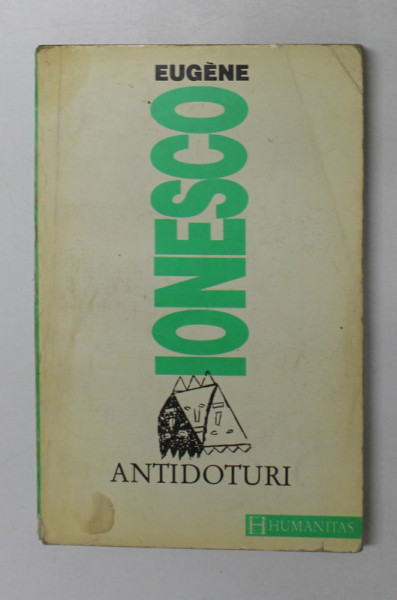 EUGÈNE
IONESCO
ANTIDOTURI
H HUMANITAS